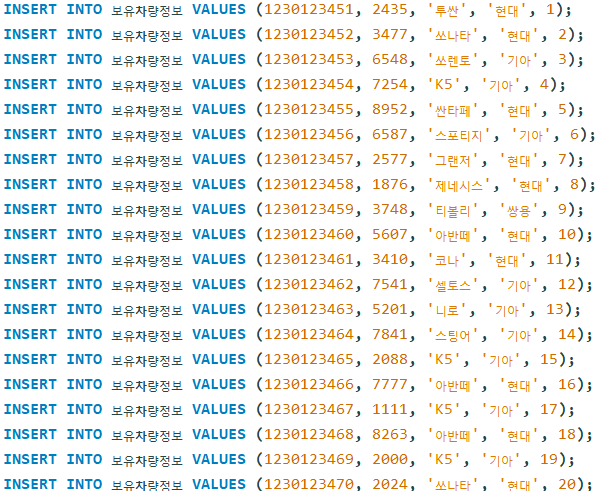 INSERT INTO 보유차량정보 VALUES (1230123451, 2435, '투싼', '현대', 1);
INSERT INTO 보유차량정보 VALUES (1230123452, 3477, '쏘나타', '현대', 2);
INSERT INTO 보유차량정보 VALUES (1230123453, 6548, '쏘렌토', '기아', 3);
INSERT INTO 보유차량정보 VALUES (1230123454, 7254, 'K5', '기아', 4);
INSERT INTO 보유차량정보 VALUES (1230123455, 8952, '싼타페', '현대', 5);
INSERT INTO 보유차량정보 VALUES (1230123456, 6587, '스포티지', '기아', 6);
INSERT INTO 보유차량정보 VALUES (1230123457, 2577, '그랜저', '현대', 7);
INSERT INTO 보유차량정보 VALUES (1230123458, 1876, '제네시스', '현대', 8);
INSERT INTO 보유차량정보 VALUES (1230123459, 3748, '티볼리', '쌍용', 9);
INSERT INTO 보유차량정보 VALUES (1230123460, 5607, '아반떼', '현대', 10);
INSERT INTO 보유차량정보 VALUES (1230123461, 3410, '코나', '현대', 11);
INSERT INTO 보유차량정보 VALUES (1230123462, 7541, '셀토스', '기아', 12);
INSERT INTO 보유차량정보 VALUES (1230123463, 5201, '니로', '기아', 13);
INSERT INTO 보유차량정보 VALUES (1230123464, 7841, '스팅어', '기아', 14);
INSERT INTO 보유차량정보 VALUES (1230123465, 2088, 'K5', '기아', 15);
INSERT INTO 보유차량정보 VALUES (1230123466, 7777, '아반떼', '현대', 16);
INSERT INTO 보유차량정보 VALUES (1230123467, 1111, 'K5', '기아', 17);
INSERT INTO 보유차량정보 VALUES (1230123468, 8263, '아반떼', '현대', 18);
INSERT INTO 보유차량정보 VALUES (1230123469, 2000, 'K5', '기아', 19);
INSERT INTO 보유차량정보 VALUES (1230123470, 2024, '쏘나타', '현대', 20);